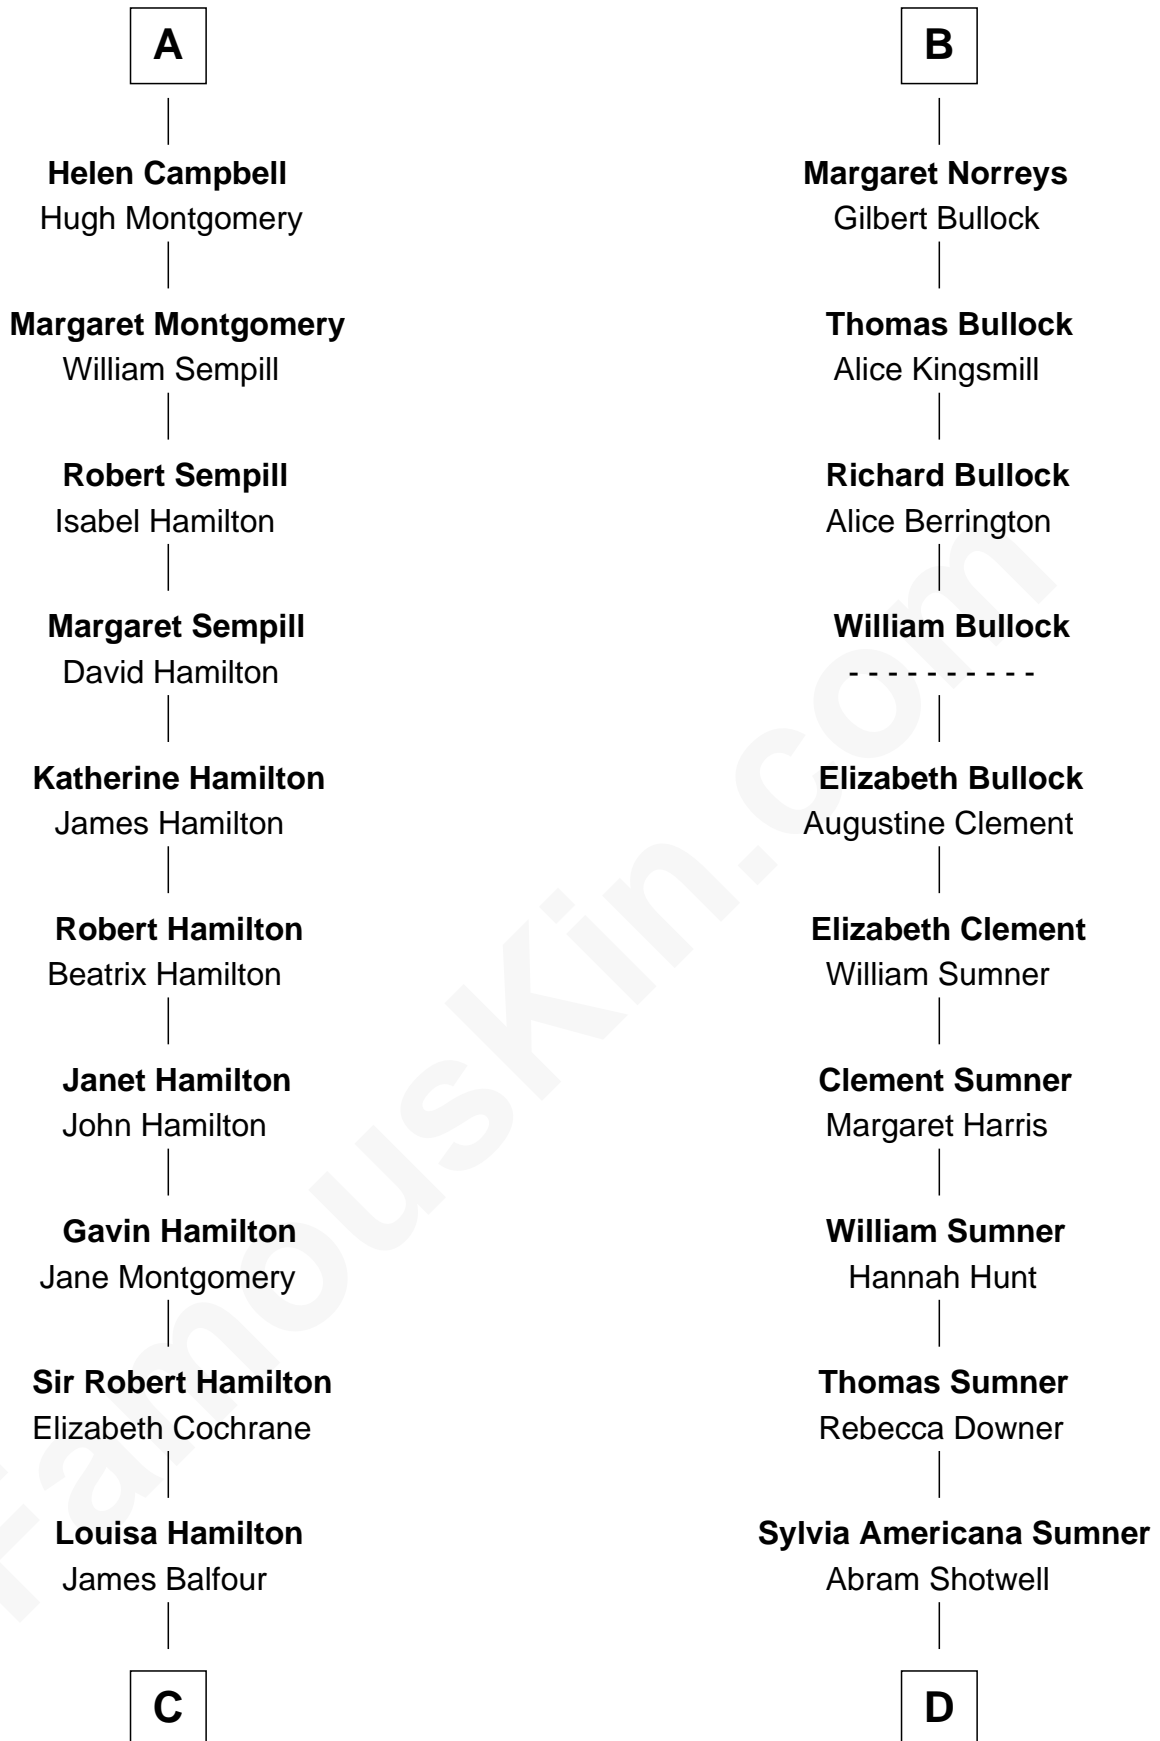 A
Helen Campbell
Hugh Montgomery
Margaret Montgomery
William Sempill
Robert Sempill
Isabel Hamilton
Margaret Sempill
David Hamilton
Katherine Hamilton
James Hamilton
Robert Hamilton
Beatrix Hamilton
Janet Hamilton
John Hamilton
Gavin Hamilton
Jane Montgomery
Sir Robert Hamilton
Elizabeth Cochrane
Louisa Hamilton
James Balfour
C
B
Margaret Norreys
Gilbert Bullock
Thomas Bullock
Alice Kingsmill
Richard Bullock
Alice Berrington
William Bullock
- - - - - - - - - -
Elizabeth Bullock
Augustine Clement
Elizabeth Clement
William Sumner
Clement Sumner
Margaret Harris
William Sumner
Hannah Hunt
Thomas Sumner
Rebecca Downer
Sylvia Americana Sumner
Abram Shotwell
D
FamousKin.com